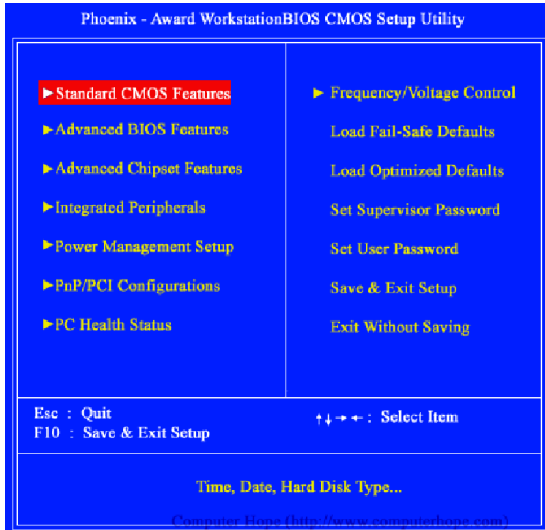 Phoenix - Award WorkstationBIOS CMOS Setup Utility
►Standard CMOS Features
►Advanced BIOS Features
►Advanced Chipset Features
►Integrated Peripherals
►Power Management Setup
►PnP/PCI Configurations
►PC Health Status
► Frequency/Voltage Control
Load Fail-Safe Defaults
Load Optimized Defaults
Set Supervisor Password
Set User Password
Save & Exit Setup
Exit Without Saving
Esc : Quit
F10 : Save & Exit Setup
↑↓→← : Select Item
Time, Date, Hard Disk Type...
Computer Hope (http://www.computerhope.com)